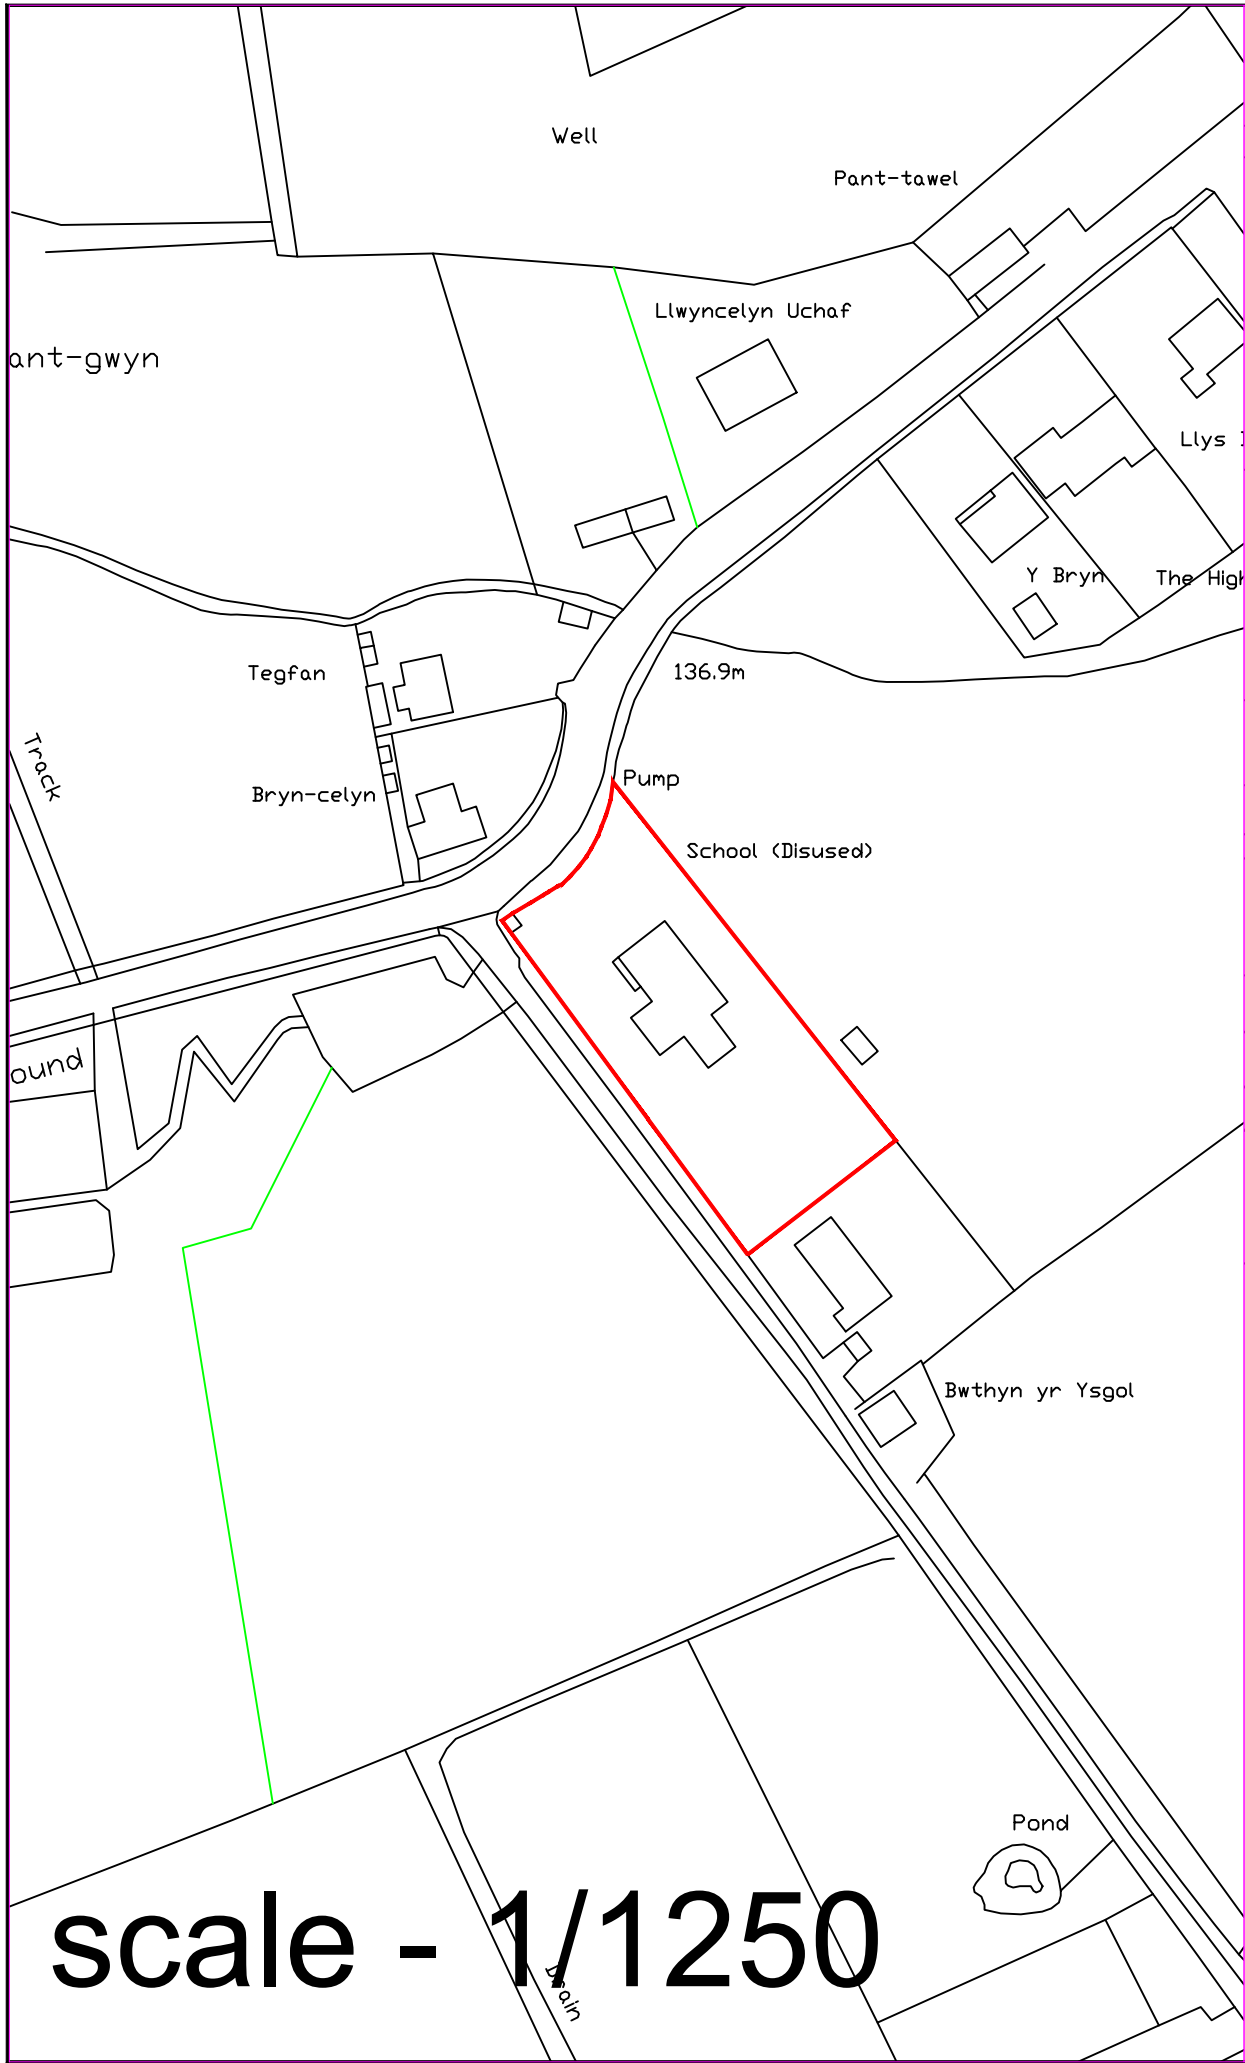 Well
Pant-tawel
Llwyncelyn Uchaf
ant-gwyn
Llys
Y Bryn
The High
Tegfan
136.9m
Track
Pump
Bryn-celyn
School (Disused)
ound
Bwthyn yr Ysgol
Pond
scale - 1/1250
Drain